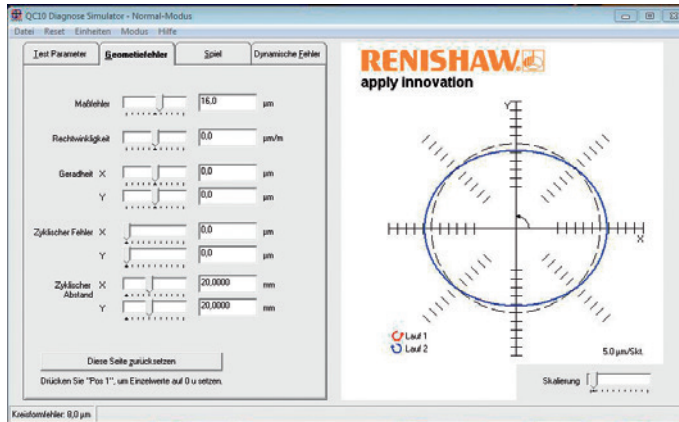 QC10 Diagnose Simulator - Normal-Modus
Datei Reset Einheiten Modus Hilfe
Test Parameter Geometiefehler Spiel Dynamische Fehler
Maßfehler 16,0 µm
Rechtwinkligkeit 0,0 µm/m
Geradheit X 0,0 µm
Y 0,0 µm
Zyklischer Fehler X 0,0 µm
Y 0,0 µm
Zyklischer Abstand X 20,0000 mm
Y 20,0000 mm
Diese Seite zurücksetzen
Drücken Sie "Pos 1", um Einzelwerte auf 0 u setzen.
RENISHAW
apply innovation
Y
X
Lauf 1
Lauf 2
5.0 µm/Skt.
Skalierung
Kreisformfehler: 8,0 µm